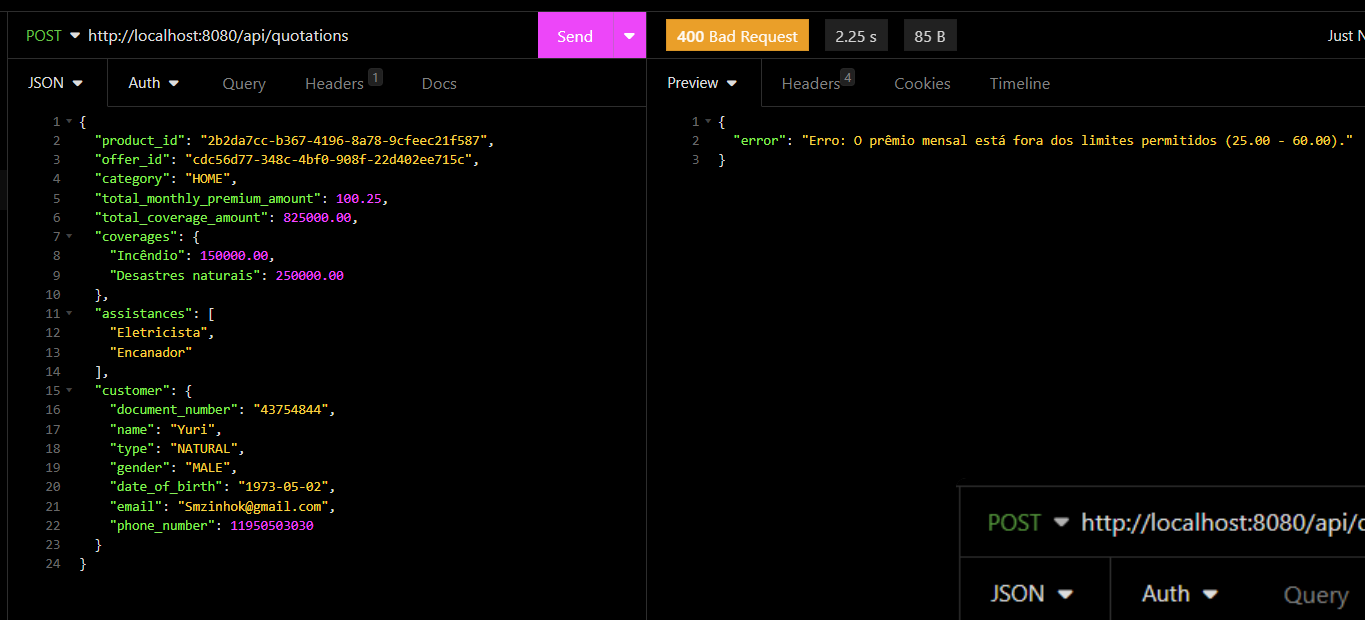 POST http://localhost:8080/api/quotations Send 400 Bad Request 2.25 s 85 B Just N
JSON Auth Query Headers 1 Docs Preview Headers 4 Cookies Timeline
1 {
2 "product_id": "2b2da7cc-b367-4196-8a78-9cfeec21f587",
3 "offer_id": "cdc56d77-348c-4bf0-908f-22d402ee715c",
4 "category": "HOME",
5 "total_monthly_premium_amount": 100.25,
6 "total_coverage_amount": 825000.00,
7 "coverages": {
8 "Incêndio": 150000.00,
9 "Desastres naturais": 250000.00
10 },
11 "assistances": [
12 "Eletricista",
13 "Encanador"
14 ],
15 "customer": {
16 "document_number": "43754844",
17 "name": "Yuri",
18 "type": "NATURAL",
19 "gender": "MALE",
20 "date_of_birth": "1973-05-02",
21 "email": "Smzinhok@gmail.com",
22 "phone_number": 11950503030
23 }
24 }
1 {
2 "error": "Erro: O prêmio mensal está fora dos limites permitidos (25.00 - 60.00)."
3 }
POST http://localhost:8080/api/q
JSON Auth Query